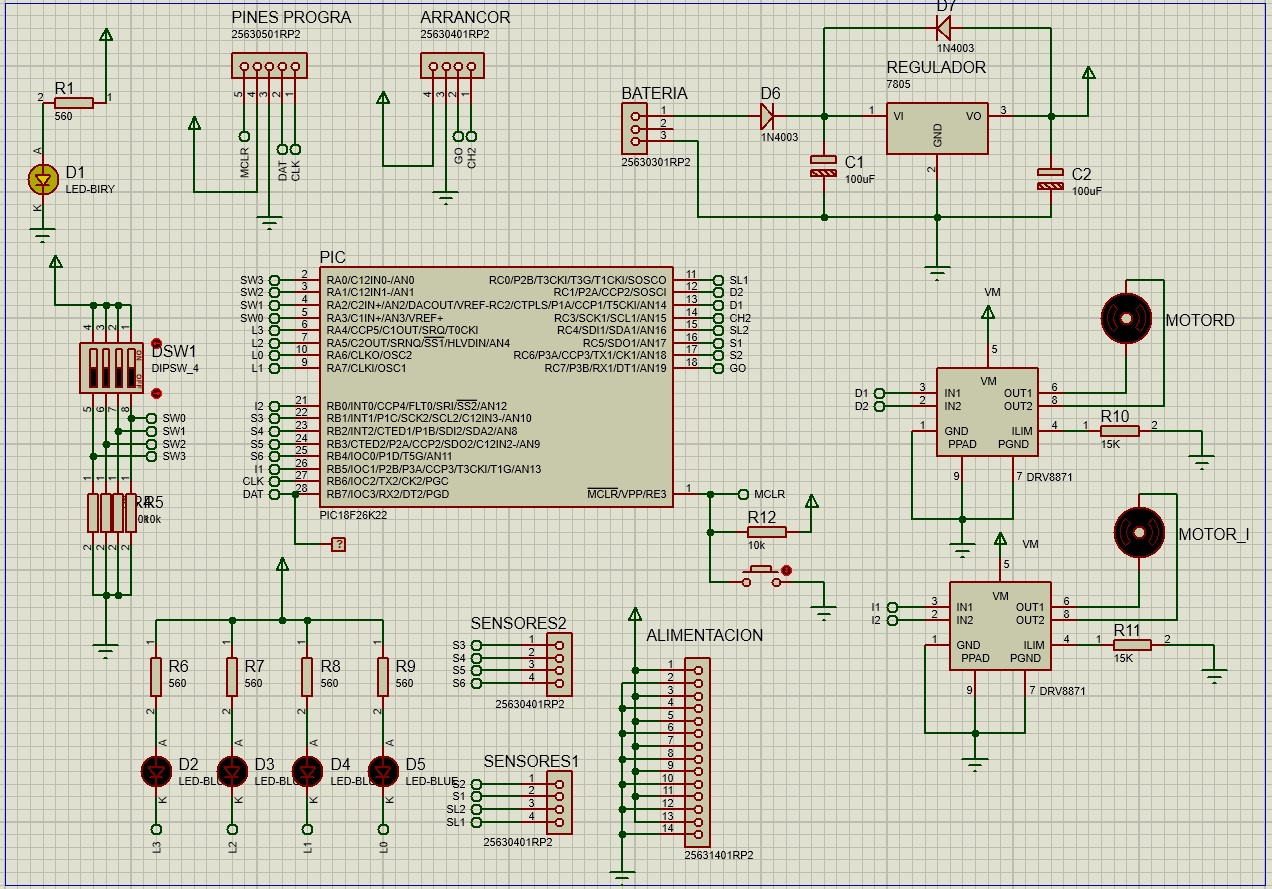 PINES PROGRA
25630501RP2
5
4
3
2
1
MCLR
DAT
CLK
ARRANCOR
25630401RP2
4
3
2
1
GO
CH2
R1
2
1
560
A
D1
LED-BIRY
K
BATERIA
1
2
3
25630301RP2
D6
1N4003
D7
1N4003
REGULADOR
7805
1
VI
VO
3
GND
2
C1
100uF
C2
100uF
PIC
SW3 2 RA0/C12IN0-/AN0
SW2 3 RA1/C12IN1-/AN1
SW1 4 RA2/C2IN+/AN2/DACOUT/VREF-
SW0 5 RA3/C1IN+/AN3/VREF+
L3 6 RA4/CCP5/C1OUT/SRQ/T0CKI
L2 7 RA5/C2OUT/SRNQ/SS1/HLVDIN/AN4
L0 10 RA6/CLKO/OSC2
L1 9 RA7/CLKI/OSC1
I2 21 RB0/INT0/CCP4/FLT0/SRI/SS2/AN12
S3 22 RB1/INT1/P1C/SCK2/SCL2/C12IN3-/AN10
S4 23 RB2/INT2/CTED1/P1B/SDI2/SDA2/AN8
S5 24 RB3/CTED2/P2A/CCP2/SDO2/C12IN2-/AN9
S6 25 RB4/IOC0/P1D/T5G/AN11
I1 26 RB5/IOC1/P2B/P3A/CCP3/T3CKI/T1G/AN13
CLK 27 RB6/IOC2/TX2/CK2/PGC
DAT 28 RB7/IOC3/RX2/DT2/PGD
RC0/P2B/T3CKI/T3G/T1CKI/SOSCO 11 SL1
RC1/P2A/CCP2/SOSCI 12 D2
RC2/CTPLS/P1A/CCP1/T5CKI/AN14 13 D1
RC3/SCK1/SCL1/AN15 14 CH2
RC4/SDI1/SDA1/AN16 15 SL2
RC5/SDO1/AN17 16 S1
RC6/P3A/CCP3/TX1/CK1/AN18 17 S2
RC7/P3B/RX1/DT1/AN19 18 GO
MCLR/VPP/RE3 1 MCLR
PIC18F26K22
?
R12
10k
4
3
2
1
ON
OFF
DSW1
DIPSW_4
5
6
7
8
SW0
SW1
SW2
SW3
1
1
1
1
R5
10k
2
2
2
2
1
R6
560
2
A
D2
K
L3
1
R7
560
2
A
D3
K
L2
1
R8
560
2
A
D4
K
L1
1
R9
560
2
A
D5
LED-BLUE
K
L0
SENSORES2
S3 1
S4 2
S5 3
S6 4
25630401RP2
SENSORES1
S2 1
S1 2
SL2 3
SL1 4
25630401RP2
ALIMENTACION
1
2
3
4
5
6
7
8
9
10
11
12
13
14
25631401RP2
VM
5
VM
D1 3 IN1
D2 2 IN2
OUT1 6
OUT2 8
1 GND
PPAD
ILIM 4
PGND
9
7
DRV8871
MOTORD
1
R10
2
15K
VM
5
VM
I1 3 IN1
I2 2 IN2
OUT1 6
OUT2 8
1 GND
PPAD
ILIM 4
PGND
9
7
DRV8871
MOTOR_I
1
R11
2
15K